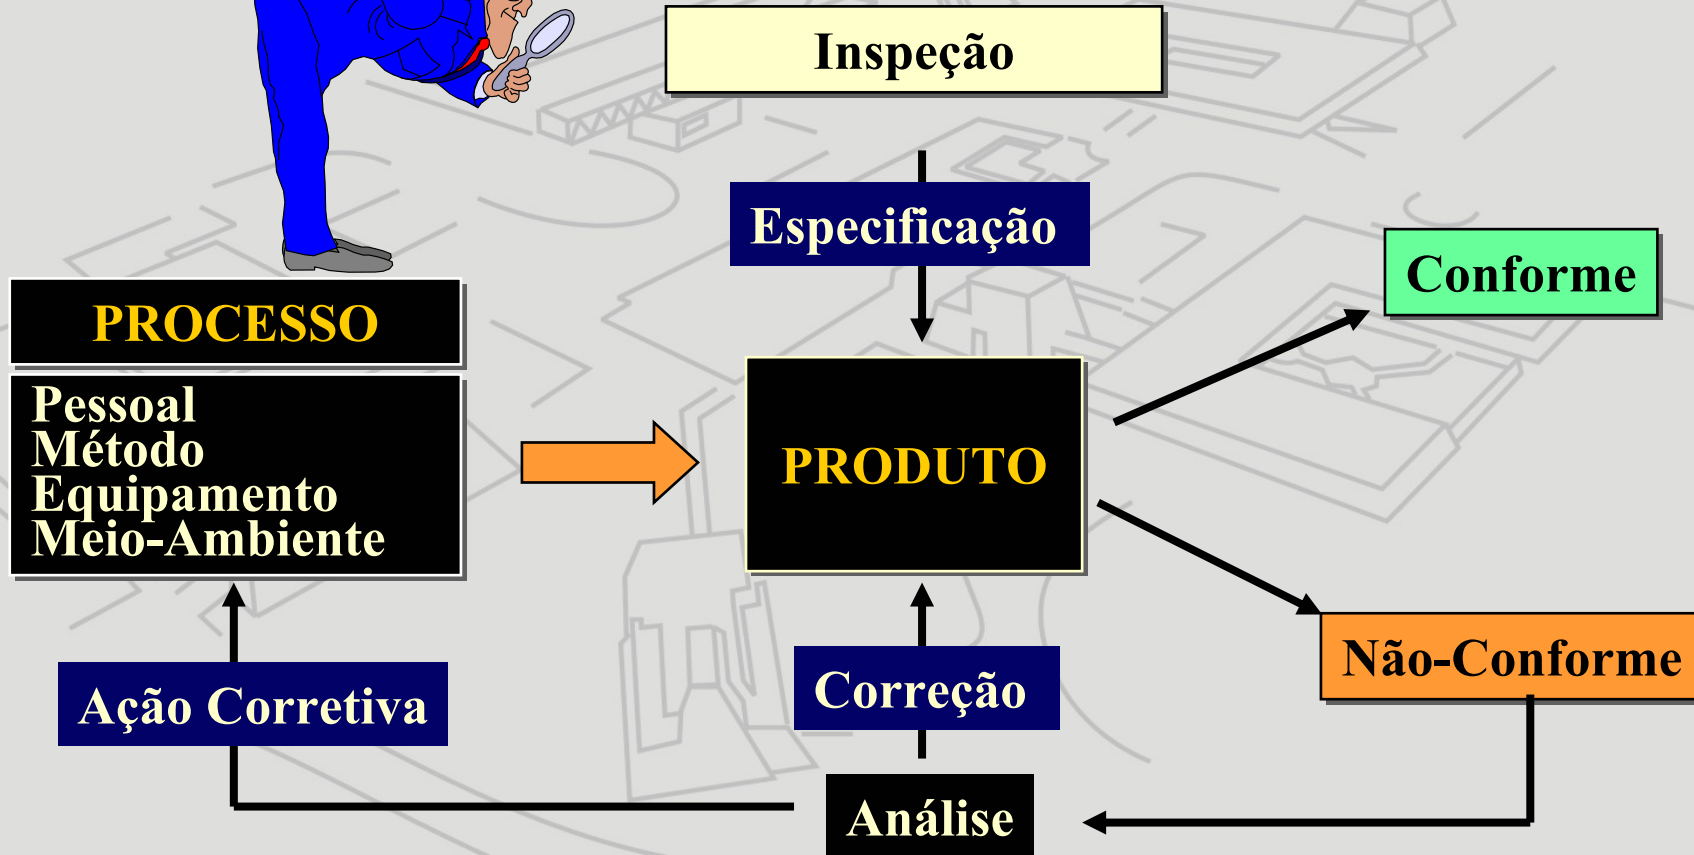 Inspeção
Especificação
Conforme
PROCESSO
Pessoal
Método
Equipamento
Meio-Ambiente
PRODUTO
Não-Conforme
Ação Corretiva
Correção
Análise